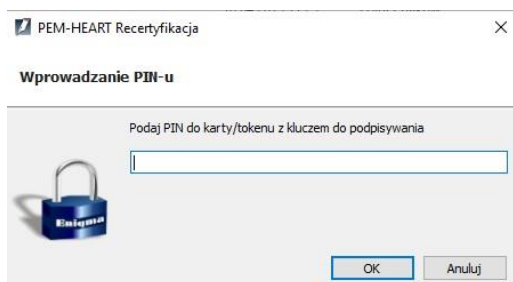 PEM-HEART Recertyfikacja
Wprowadzanie PIN-u
Podaj PIN do karty/tokenu z kluczem do podpisywania
Enigma
OK
Anuluj